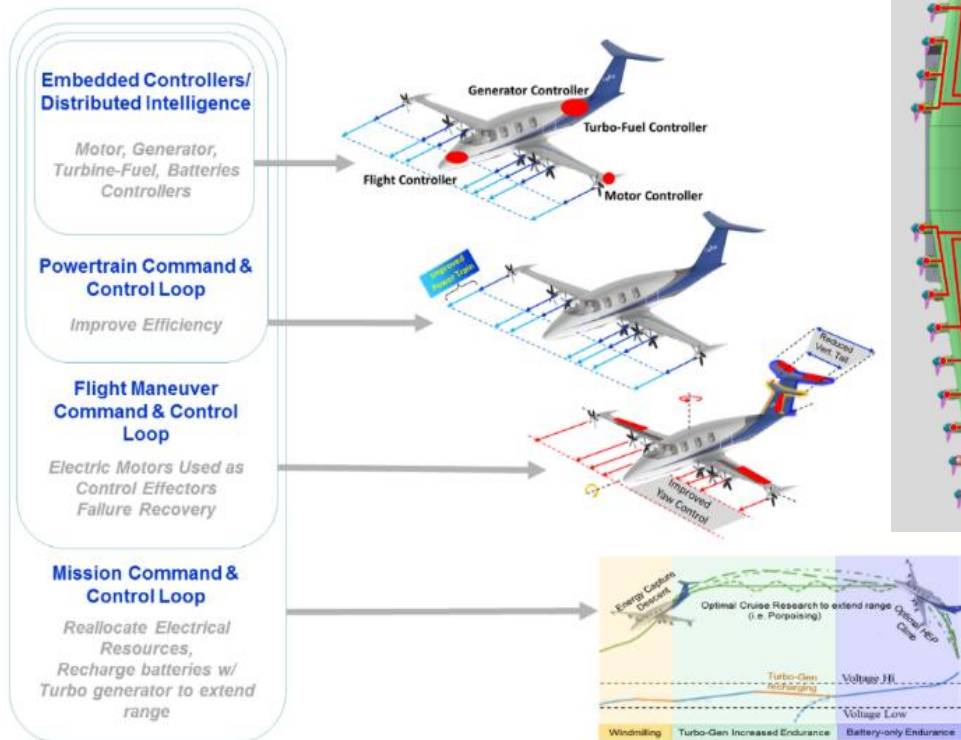 Embedded Controllers/
Distributed Intelligence
Motor, Generator,
Turbine-Fuel, Batteries
Controllers
Generator Controller
Turbo-Fuel Controller
Flight Controller
Motor Controller
Powertrain Command &
Control Loop
Improve Efficiency
Improved
Power Train
Flight Maneuver
Command & Control
Loop
Electric Motors Used as
Control Effectors
Failure Recovery
Reduced
Vert. Tail
Improved
Yaw Control
Mission Command &
Control Loop
Reallocate Electrical
Resources,
Recharge batteries w/
Turbo generator to extend
range
Energy Capture
Descent
Optimal Cruise Research to extend range
(i.e. Porpoising)
Optimal HEP
Climb
Turbo-Gen
recharging
Voltage Hi
Voltage Low
Windmilling
Turbo-Gen Increased Endurance
Battery-only Endurance